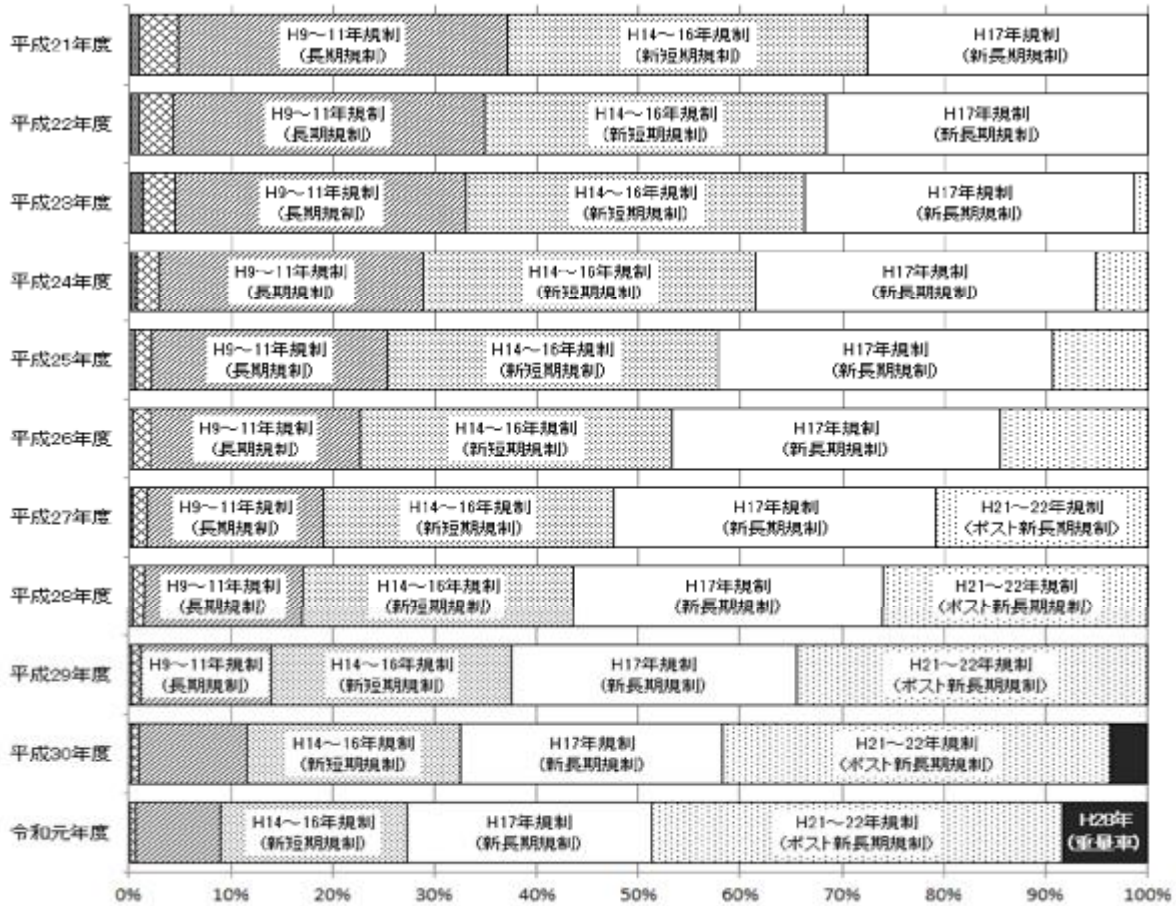 平成21年度
H9～11年規制
(長期規制)
H14～16年規制
(新短期規制)
H17年規制
(新長期規制)
平成22年度
H9～11年規制
(長期規制)
H14～16年規制
(新短期規制)
H17年規制
(新長期規制)
平成23年度
H9～11年規制
(長期規制)
H14～16年規制
(新短期規制)
H17年規制
(新長期規制)
平成24年度
H9～11年規制
(長期規制)
H14～16年規制
(新短期規制)
H17年規制
(新長期規制)
平成25年度
H9～11年規制
(長期規制)
H14～16年規制
(新短期規制)
H17年規制
(新長期規制)
平成26年度
H9～11年規制
(長期規制)
H14～16年規制
(新短期規制)
H17年規制
(新長期規制)
平成27年度
H9～11年規制
(長期規制)
H14～16年規制
(新短期規制)
H17年規制
(新長期規制)
H21～22年規制
(ポスト新長期規制)
平成28年度
H9～11年規制
(長期規制)
H14～16年規制
(新短期規制)
H17年規制
(新長期規制)
H21～22年規制
(ポスト新長期規制)
平成29年度
H9～11年規制
(長期規制)
H14～16年規制
(新短期規制)
H17年規制
(新長期規制)
H21～22年規制
(ポスト新長期規制)
平成30年度
H14～16年規制
(新短期規制)
H17年規制
(新長期規制)
H21～22年規制
(ポスト新長期規制)
令和元年度
H14～16年規制
(新短期規制)
H17年規制
(新長期規制)
H21～22年規制
(ポスト新長期規制)
H28年
(重量車)
0% 10% 20% 30% 40% 50% 60% 70% 80% 90% 100%